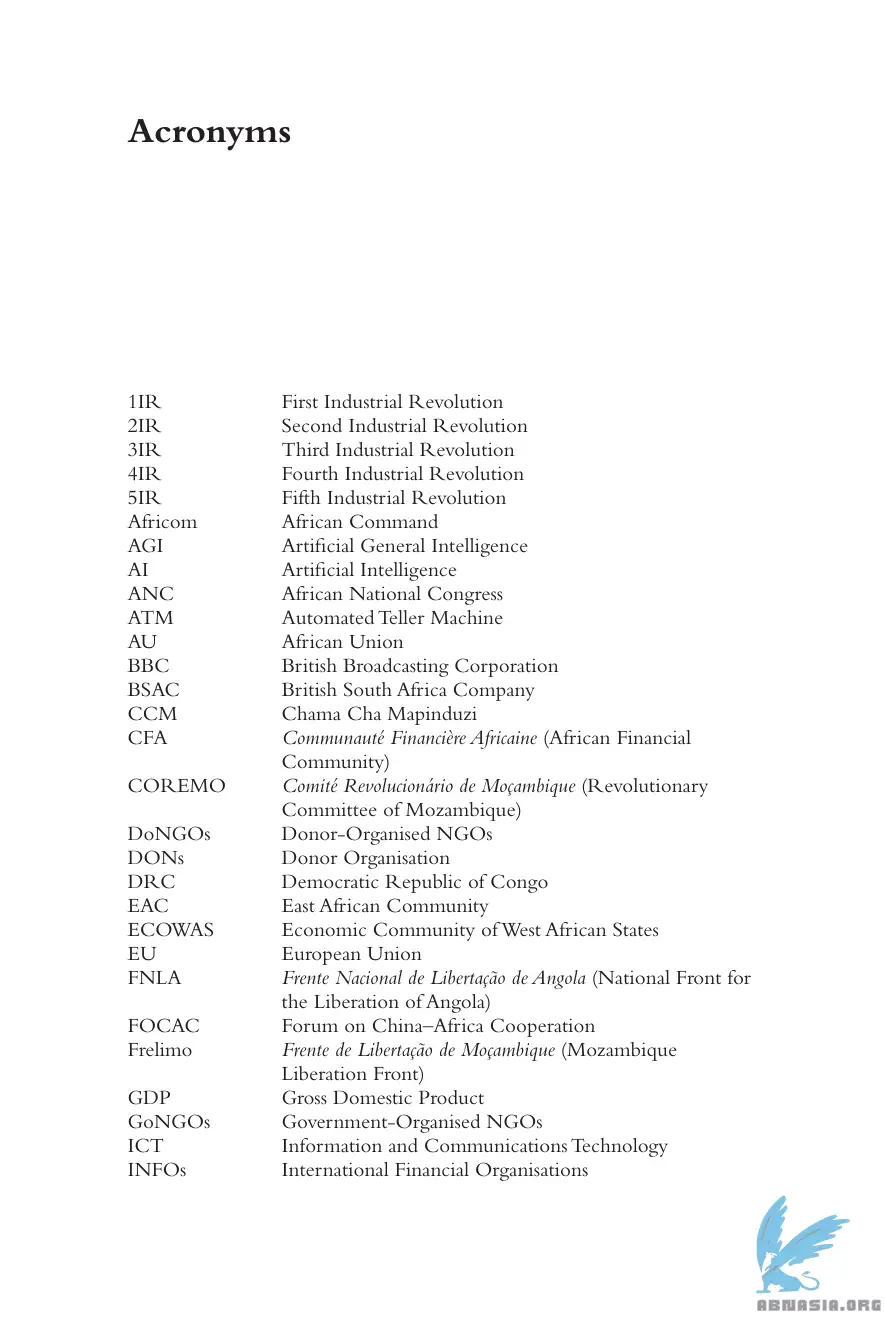 Acronyms
1IR First Industrial Revolution
2IR Second Industrial Revolution
3IR Third Industrial Revolution
4IR Fourth Industrial Revolution
5IR Fifth Industrial Revolution
Africom African Command
AGI Artificial General Intelligence
AI Artificial Intelligence
ANC African National Congress
ATM Automated Teller Machine
AU African Union
BBC British Broadcasting Corporation
BSAC British South Africa Company
CCM Chama Cha Mapinduzi
CFA Communauté Financière Africaine (African Financial
Community)
COREMO Comité Revolucionário de Moçambique (Revolutionary
Committee of Mozambique)
DoNGOs Donor-Organised NGOs
DONs Donor Organisation
DRC Democratic Republic of Congo
EAC East African Community
ECOWAS Economic Community of West African States
EU European Union
FNLA Frente Nacional de Libertação de Angola (National Front for
the Liberation of Angola)
FOCAC Forum on China–Africa Cooperation
Frelimo Frente de Libertação de Moçambique (Mozambique
Liberation Front)
GDP Gross Domestic Product
GoNGOs Government-Organised NGOs
ICT Information and Communications Technology
INFOs International Financial Organisations
ABNASIA.ORG